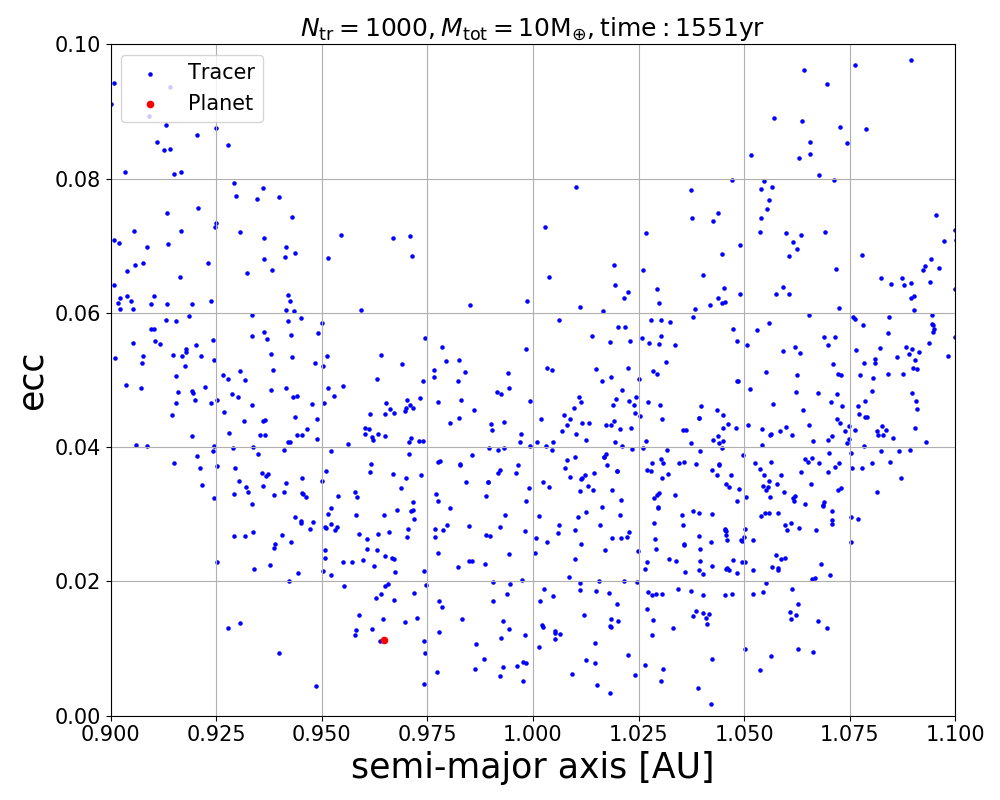 N_tr = 1000, M_tot = 10M_⊕, time : 1551yr
Tracer
Planet
0.10
0.08
0.06
0.04
0.02
0.00
ecc
0.900 0.925 0.950 0.975 1.000 1.025 1.050 1.075 1.100
semi-major axis [AU]